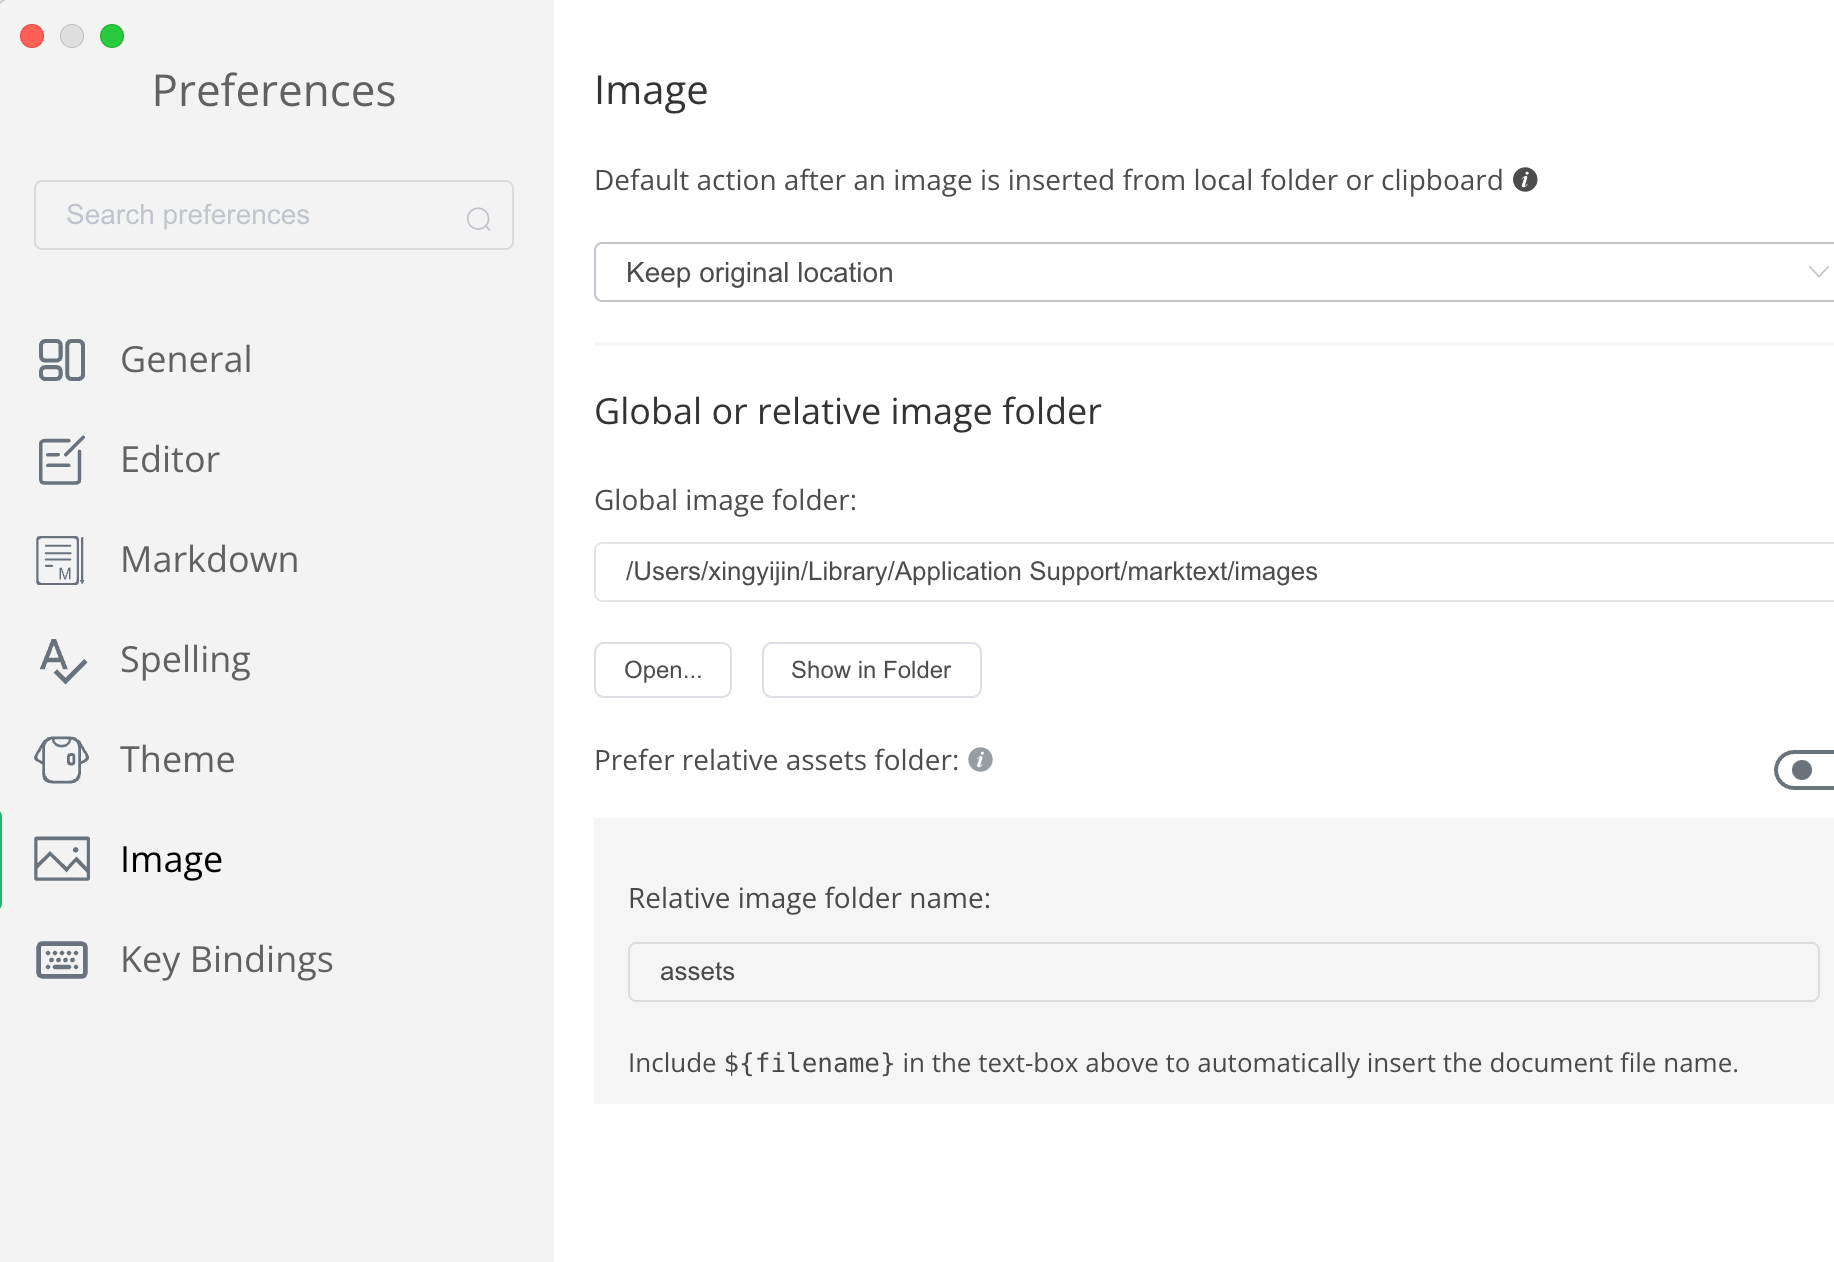 Preferences
Search preferences
General
Editor
M
Markdown
Spelling
Theme
Image
Key Bindings
Image
Default action after an image is inserted from local folder or clipboard
Keep original location
Global or relative image folder
Global image folder:
/Users/xingyijin/Library/Application Support/marktext/images
Open...
Show in Folder
Prefer relative assets folder:
Relative image folder name:
assets
Include ${filename} in the text-box above to automatically insert the document file name.